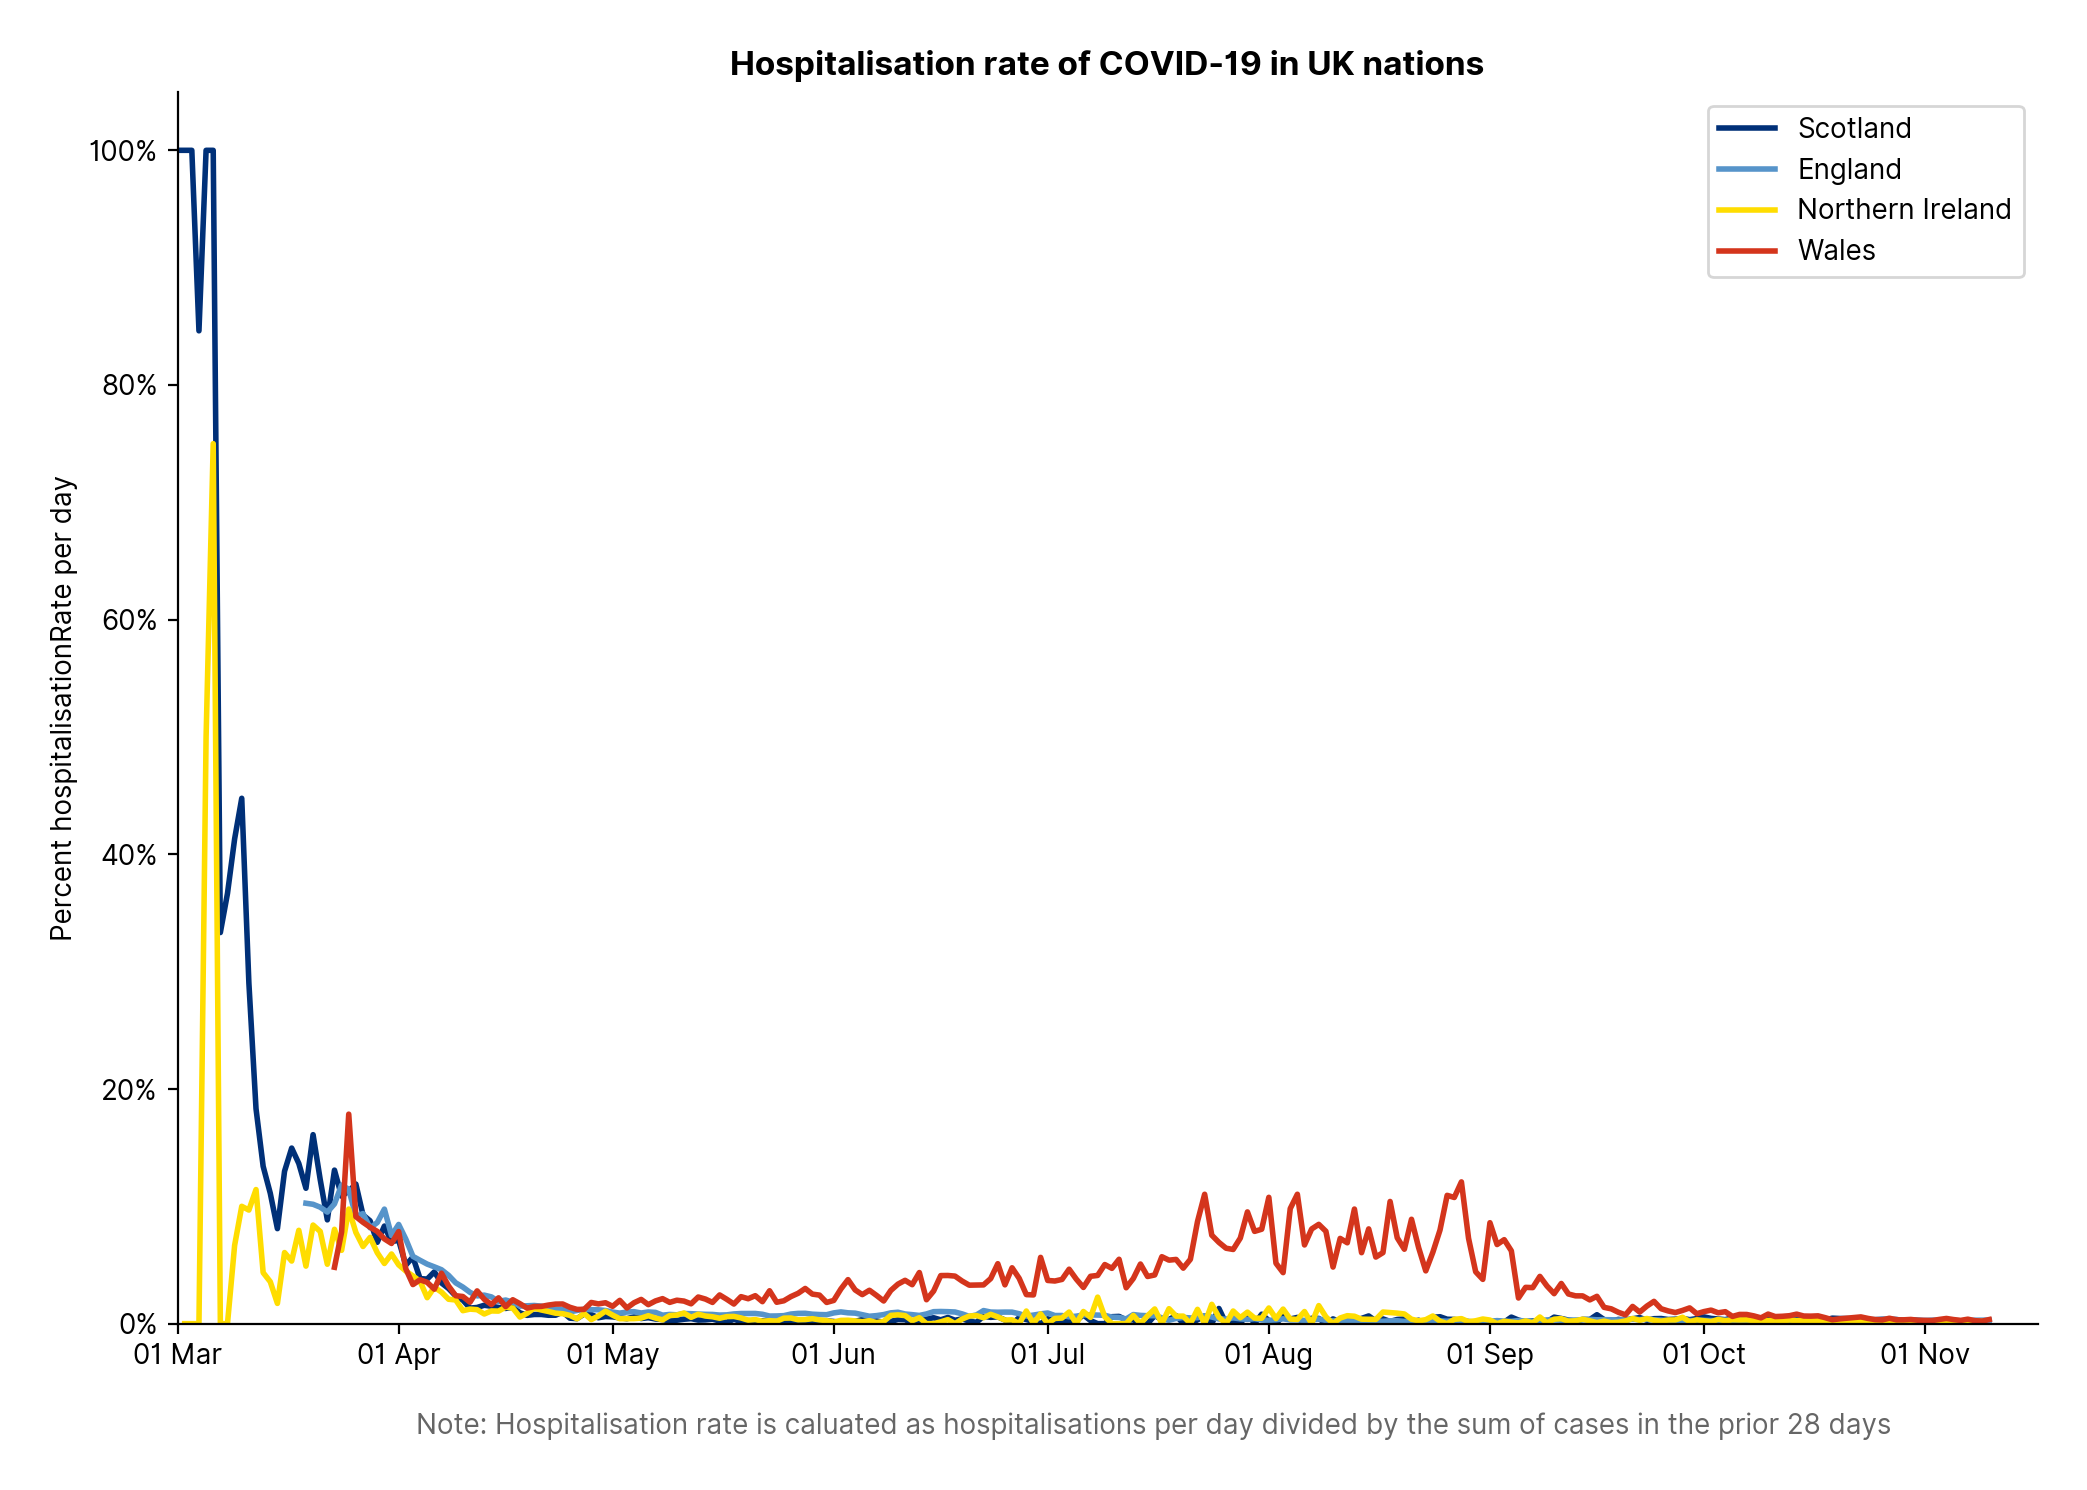 Hospitalisation rate of COVID-19 in UK nations
Scotland
England
Northern Ireland
Wales
Percent hospitalisationRate per day
100%
80%
60%
40%
20%
0%
01 Mar
01 Apr
01 May
01 Jun
01 Jul
01 Aug
01 Sep
01 Oct
01 Nov
Note: Hospitalisation rate is caluated as hospitalisations per day divided by the sum of cases in the prior 28 days